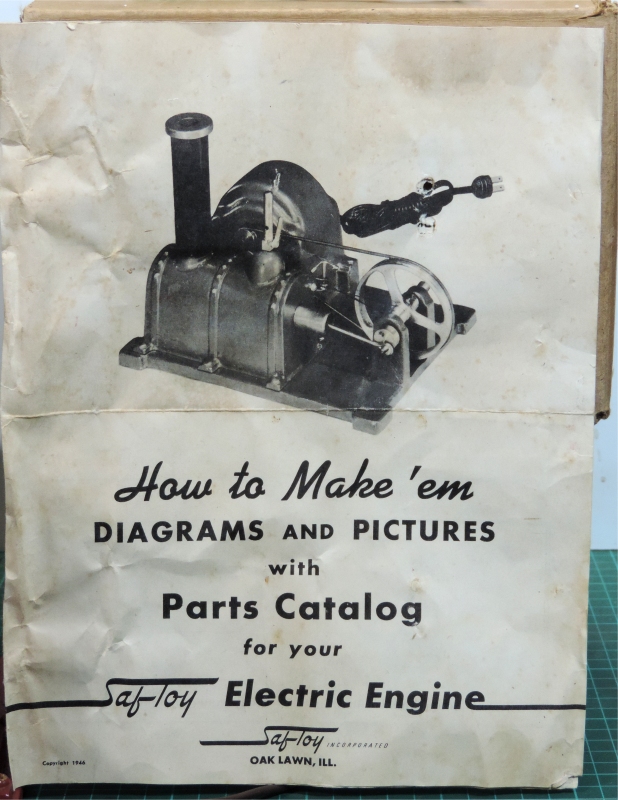 How to Make 'em
DIAGRAMS AND PICTURES
with
Parts Catalog
for your
Saf-Toy Electric Engine
Saf-Toy INCORPORATED
OAK LAWN, ILL.
Copyright 1946